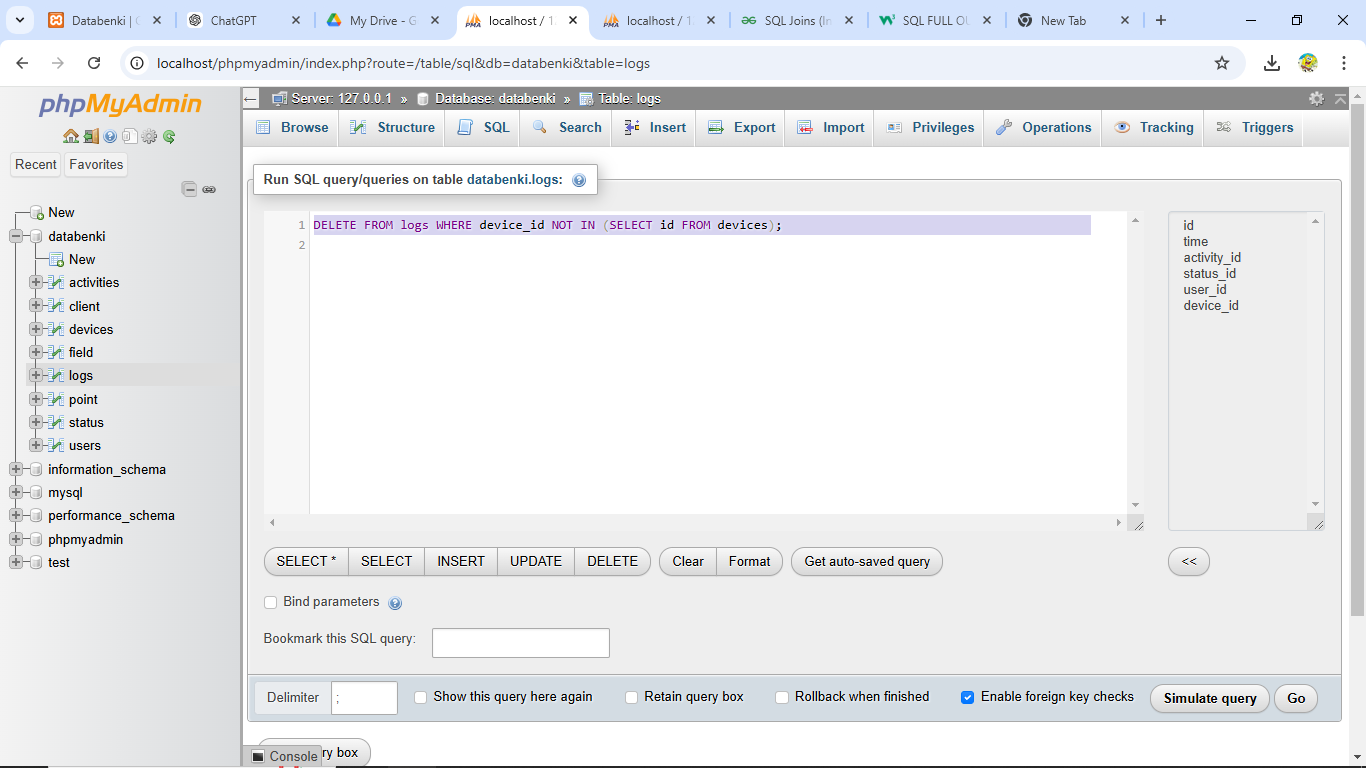 Databenki | C
ChatGPT
My Drive - G
localhost / 1
localhost / 1
SQL Joins (In
SQL FULL OU
New Tab
localhost/phpmyadmin/index.php?route=/table/sql&db=databenki&table=logs
phpMyAdmin
Recent
Favorites
New
databenki
New
activities
client
devices
field
logs
point
status
users
information_schema
mysql
performance_schema
phpmyadmin
test
Server: 127.0.0.1 » Database: databenki » Table: logs
Browse
Structure
SQL
Search
Insert
Export
Import
Privileges
Operations
Tracking
Triggers
Run SQL query/queries on table databenki.logs:
1 DELETE FROM logs WHERE device_id NOT IN (SELECT id FROM devices);
2
id
time
activity_id
status_id
user_id
device_id
SELECT *
SELECT
INSERT
UPDATE
DELETE
Clear
Format
Get auto-saved query
<<
Bind parameters
Bookmark this SQL query:
Delimiter
;
Show this query here again
Retain query box
Rollback when finished
Enable foreign key checks
Simulate query
Go
Console
ry box